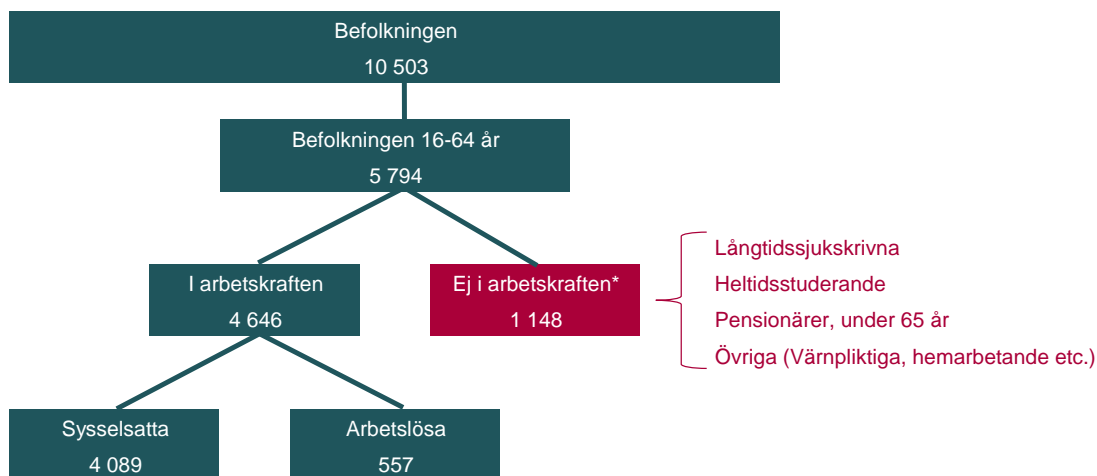 Befolkningen
10 503
Befolkningen 16-64 år
5 794
I arbetskraften
4 646
Ej i arbetskraften*
1 148
Långtidssjukskrivna
Heltidsstuderande
Pensionärer, under 65 år
Övriga (Värnpliktiga, hemarbetande etc.)
Sysselsatta
4 089
Arbetslösa
557